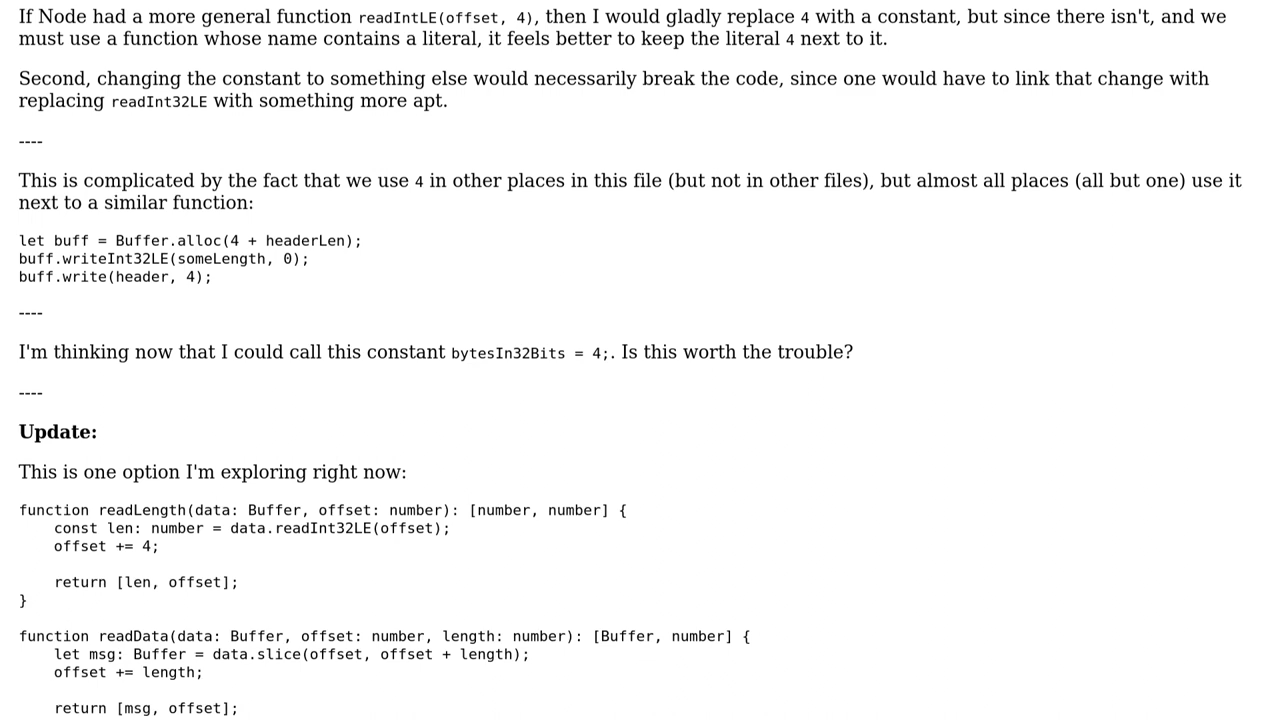 If Node had a more general function readIntLE(offset, 4), then I would gladly replace 4 with a constant, but since there isn't, and we
must use a function whose name contains a literal, it feels better to keep the literal 4 next to it.
Second, changing the constant to something else would necessarily break the code, since one would have to link that change with
replacing readInt32LE with something more apt.
----
This is complicated by the fact that we use 4 in other places in this file (but not in other files), but almost all places (all but one) use it
next to a similar function:
let buff = Buffer.alloc(4 + headerLen);
buff.writeInt32LE(someLength, 0);
buff.write(header, 4);
----
I'm thinking now that I could call this constant bytesIn32Bits = 4;. Is this worth the trouble?
----
Update:
This is one option I'm exploring right now:
function readLength(data: Buffer, offset: number): [number, number] {
    const len: number = data.readInt32LE(offset);
    offset += 4;
    return [len, offset];
}
function readData(data: Buffer, offset: number, length: number): [Buffer, number] {
    let msg: Buffer = data.slice(offset, offset + length);
    offset += length;
    return [msg, offset];